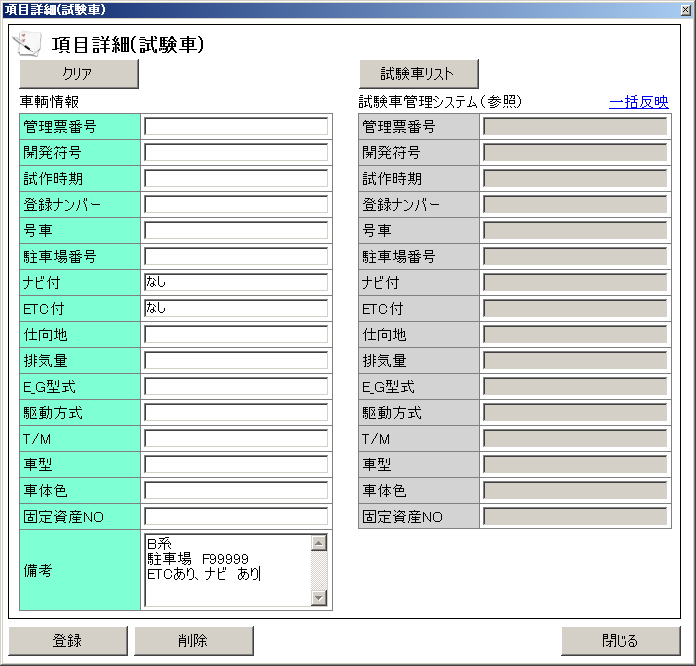 項目詳細(試験車)
項目詳細(試験車)
クリア
試験車リスト
車輌情報
試験車管理システム(参照)
一括反映
管理票番号
開発符号
試作時期
登録ナンバー
号車
駐車場番号
ナビ付 なし
ETC付 なし
仕向地
排気量
E_G型式
駆動方式
T/M
車型
車体色
固定資産NO
備考
B系
駐車場 F99999
ETCあり、ナビ あり
管理票番号
開発符号
試作時期
登録ナンバー
号車
駐車場番号
ナビ付
ETC付
仕向地
排気量
E_G型式
駆動方式
T/M
車型
車体色
固定資産NO
登録
削除
閉じる